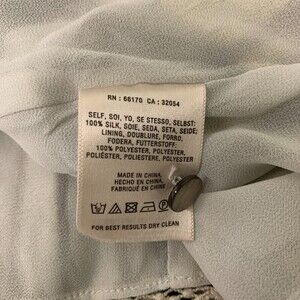 RN : 66170 CA : 32054
SELF, SOI, YO, SE STESSO, SELBST:
100% SILK, SOIE, SEDA, SETA, SEIDE;
LINING, DOUBLURE, FORRO,
FODERA, FUTTERSTOFF:
100% POLYESTER, POLYESTER,
POLIÉSTER, POLIESTERE, POLYESTER
MADE IN CHINA,
HECHO EN CHINA,
FABRIQUÉ EN CHINE
FOR BEST RESULTS DRY CLEAN